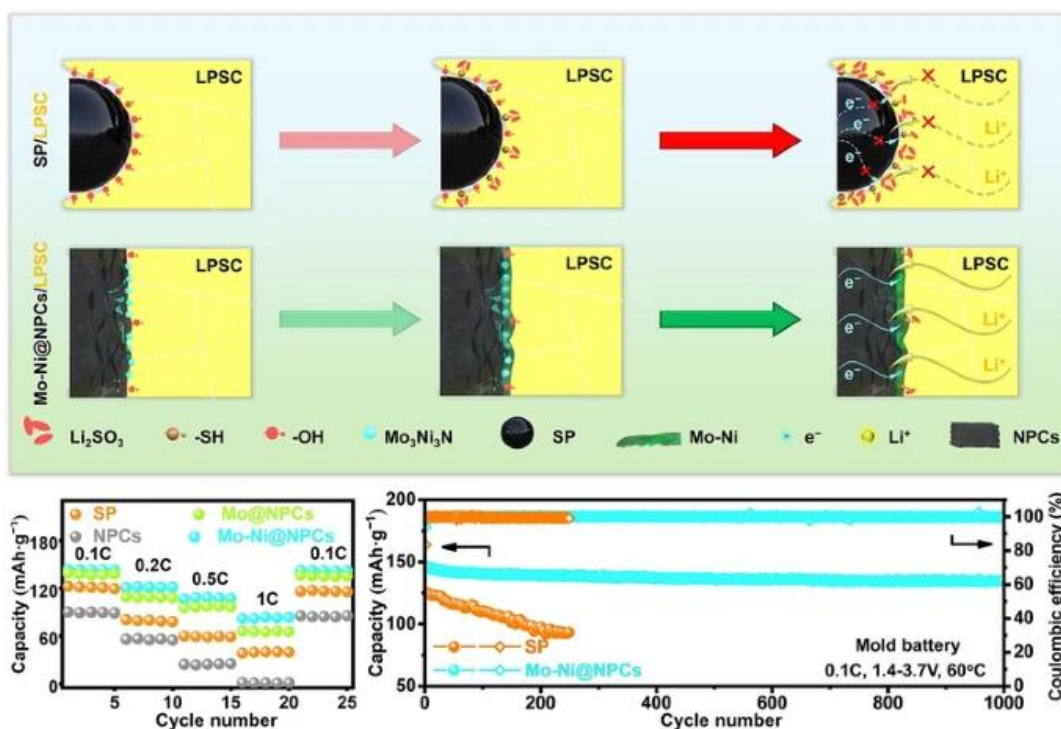 SP/LPSC
LPSC
LPSC
LPSC
e⁻
e⁻
e⁻
Li⁺
Li⁺
Mo-Ni@NPCs/LPSC
LPSC
LPSC
LPSC
e⁻
e⁻
e⁻
Li⁺
Li⁺
Li₂SO₃
-SH
-OH
Mo₃Ni₃N
SP
Mo-Ni
e⁻
Li⁺
NPCs
Capacity (mAh·g⁻¹)
180
120
60
0
SP
Mo@NPCs
NPCs
Mo-Ni@NPCs
0.1C
0.2C
0.5C
1C
0.1C
5 10 15 20 25
Cycle number
Capacity (mAh·g⁻¹)
200
150
100
50
SP
Mo-Ni@NPCs
Mold battery
0.1C, 1.4-3.7V, 60°C
100
80
60
40
20
0
Coulombic efficiency (%)
0 200 400 600 800 1000
Cycle number